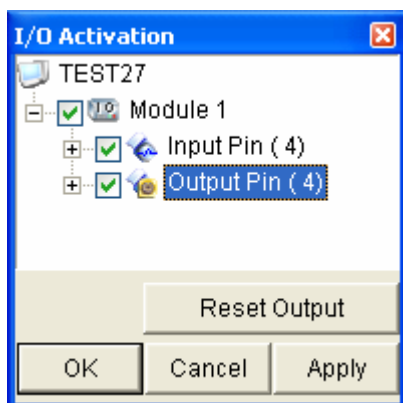 I/O Activation
TEST27
Module 1
Input Pin ( 4)
Output Pin ( 4)
Reset Output
OK Cancel Apply